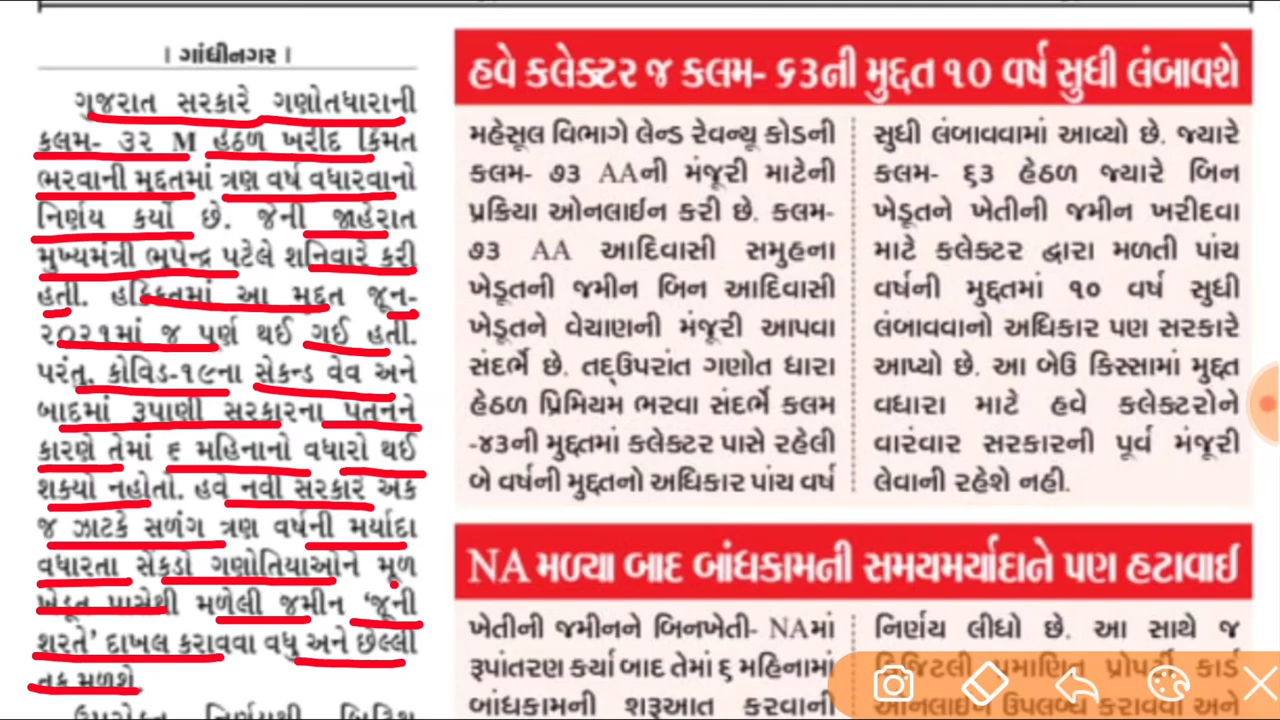 । ગાંધીનગર ।
ગુજરાત સરકારે ગણોતધારાની
કલમ- ૩૨ M હેઠળ ખરીદ કિંમત
ભરવાની મુદ્દતમાં ત્રણ વર્ષ વધારવાનો
નિર્ણય કર્યો છે. જેની જાહેરાત
મુખ્યમંત્રી ભુપેન્દ્ર પટેલે શનિવારે કરી
હતી. હકિકતમાં આ મુદ્દત જૂન-
૨૦૨૧માં જ પુર્ણ થઈ ગઈ હતી.
પરંતુ, કોવિડ-૧૯ના સેકન્ડ વેવ અને
બાદમાં રૂપાણી સરકારના પતનને
કારણે તેમાં ૬ મહિનાનો વધારો થઈ
શક્યો નહોતો. હવે નવી સરકારે એક
જ ઝાટકે સળંગ ત્રણ વર્ષની મર્યાદા
વધારતા સેંકડો ગણોતિયાઓને મૂળ
ખેડૂત પાસેથી મળેલી જમીન ‘જૂની
શરતે’ દાખલ કરાવવા વધુ અને છેલ્લી
તક મળશે.
ઉપરોક્ત નિર્ણયથી બ્રિટિશ
હવે કલેક્ટર જ કલમ- ૬૩ની મુદ્દત ૧૦ વર્ષ સુધી લંબાવશે
મહેસૂલ વિભાગે લેન્ડ રેવન્યૂ કોડની
કલમ- ૭૩ AAની મંજૂરી માટેની
પ્રક્રિયા ઓનલાઈન કરી છે. કલમ-
૭૩ AA આદિવાસી સમુહના
ખેડૂતની જમીન બિન આદિવાસી
ખેડૂતને વેચાણની મંજૂરી આપવા
સંદર્ભે છે. તદ્ઉપરાંત ગણોત ધારા
હેઠળ પ્રિમિયમ ભરવા સંદર્ભે કલમ
-૪૩ની મુદ્દતમાં કલેક્ટર પાસે રહેલી
બે વર્ષની મુદ્દતનો અધિકાર પાંચ વર્ષ
સુધી લંબાવવામાં આવ્યો છે. જ્યારે
કલમ- ૬૩ હેઠળ જ્યારે બિન
ખેડૂતને ખેતીની જમીન ખરીદવા
માટે કલેક્ટર દ્વારા મળતી પાંચ
વર્ષની મુદ્દતમાં ૧૦ વર્ષ સુધી
લંબાવવાનો અધિકાર પણ સરકારે
આપ્યો છે. આ બેઉ કિસ્સામાં મુદ્દત
વધારા માટે હવે કલેક્ટરોને
વારંવાર સરકારની પૂર્વ મંજૂરી
લેવાની રહેશે નહી.
NA મળ્યા બાદ બાંધકામની સમયમર્યાદાને પણ હટાવાઈ
ખેતીની જમીનને બિનખેતી- NAમાં
રૂપાંતરણ કર્યા બાદ તેમાં ૬ મહિનામાં
બાંધકામની શરૂઆત કરવાની
નિર્ણય લીધો છે. આ સાથે જ
ડિજિટલી પ્રમાણિત પ્રોપર્ટી કાર્ડ
ઓનલાઈન ઉપલબ્ધ કરાવવા અને